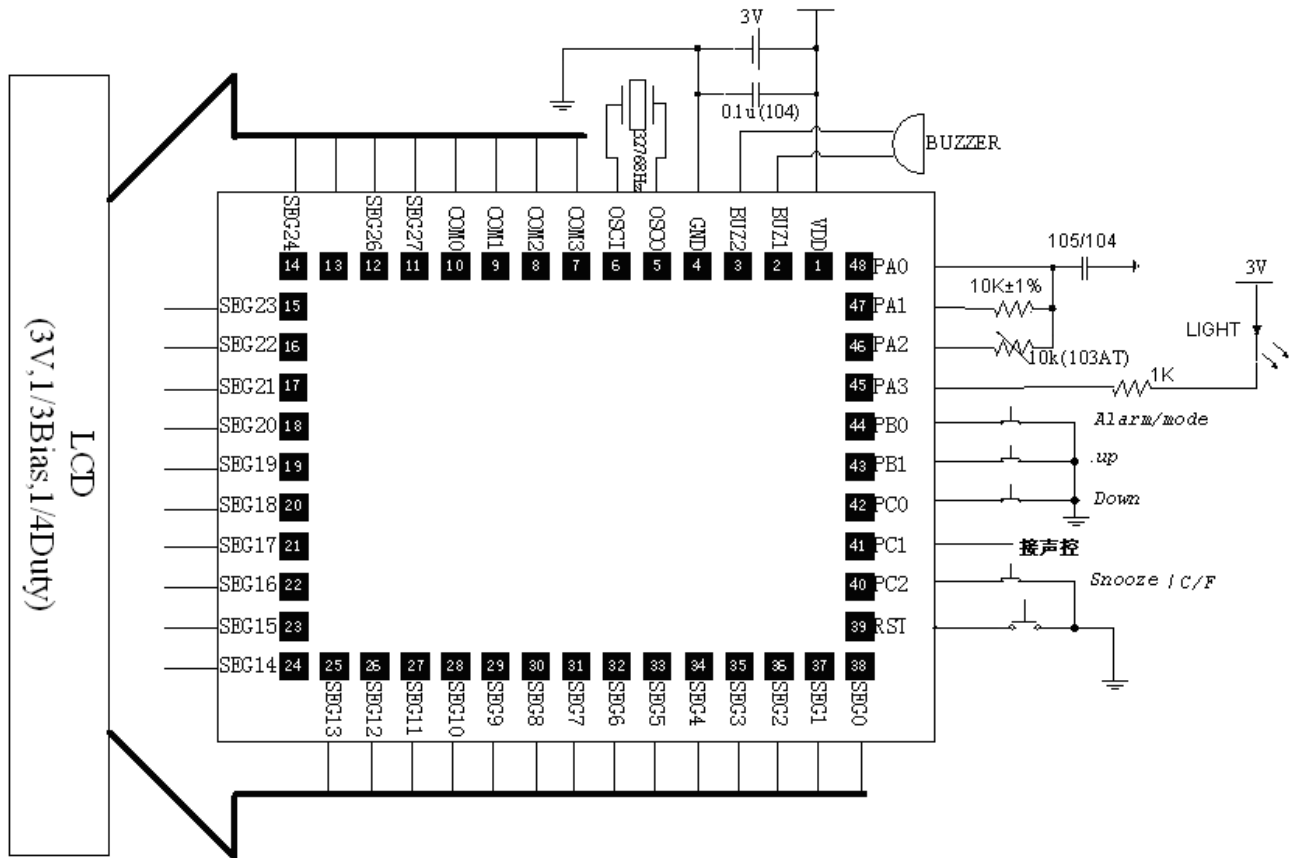 3V
0.1u(104)
32768Hz
BUZZER
SEG24
SEG26
SEG27
COM0
COM1
COM2
COM3
OSCI
OSCO
GND
BUZ2
BUZ1
VDD
14 13 12 11 10 9 8 7 6 5 4 3 2 1 48 PA0
105/104
SEG23 15
47 PA1
10K±1%
SEG22 16
46 PA2
10k(103AT)
3V
LIGHT
SEG21 17
45 PA3
1K
SEG20 18
44 PB0
Alarm/mode
SEG19 19
43 PB1
.up
SEG18 20
42 PC0
Down
SEG17 21
41 PC1
接声控
SEG16 22
40 PC2
Snooze / C/F
SEG15 23
39 RST
SEG14 24 25 26 27 28 29 30 31 32 33 34 35 36 37 38
SEG13
SEG12
SEG11
SEG10
SEG9
SEG8
SEG7
SEG6
SEG5
SEG4
SEG3
SEG2
SEG1
SEG0
LCD
(3V,1/3Bias,1/4Duty)